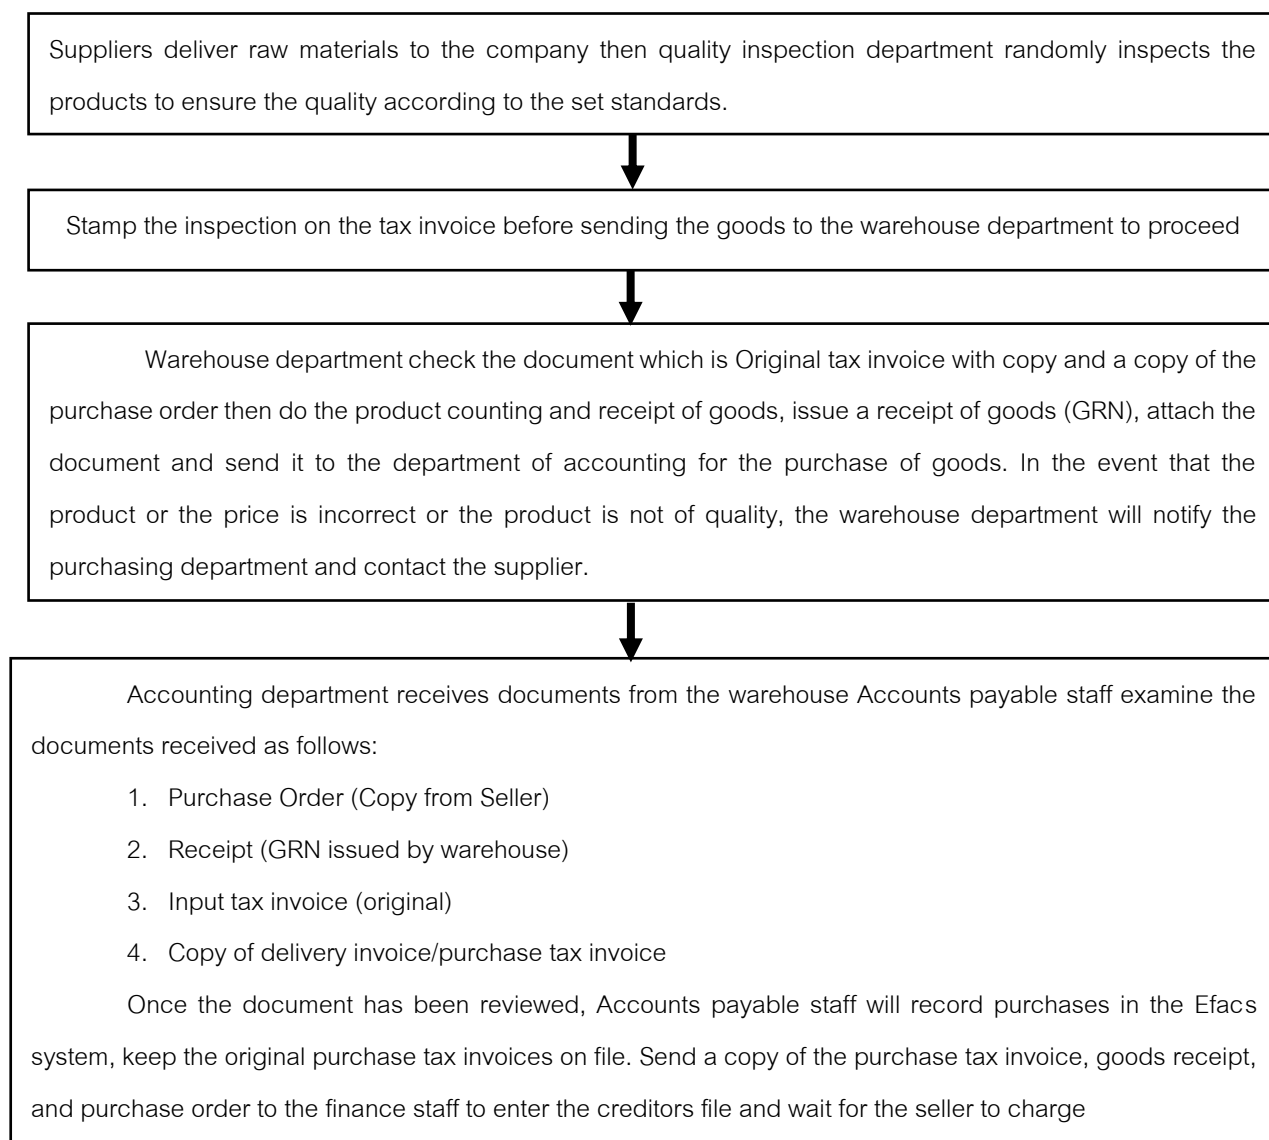 Suppliers deliver raw materials to the company then quality inspection department randomly inspects the
products to ensure the quality according to the set standards.
Stamp the inspection on the tax invoice before sending the goods to the warehouse department to proceed
Warehouse department check the document which is Original tax invoice with copy and a copy of the
purchase order then do the product counting and receipt of goods, issue a receipt of goods (GRN), attach the
document and send it to the department of accounting for the purchase of goods. In the event that the
product or the price is incorrect or the product is not of quality, the warehouse department will notify the
purchasing department and contact the supplier.
Accounting department receives documents from the warehouse Accounts payable staff examine the
documents received as follows:
1. Purchase Order (Copy from Seller)
2. Receipt (GRN issued by warehouse)
3. Input tax invoice (original)
4. Copy of delivery invoice/purchase tax invoice
Once the document has been reviewed, Accounts payable staff will record purchases in the Efacs
system, keep the original purchase tax invoices on file. Send a copy of the purchase tax invoice, goods receipt,
and purchase order to the finance staff to enter the creditors file and wait for the seller to charge